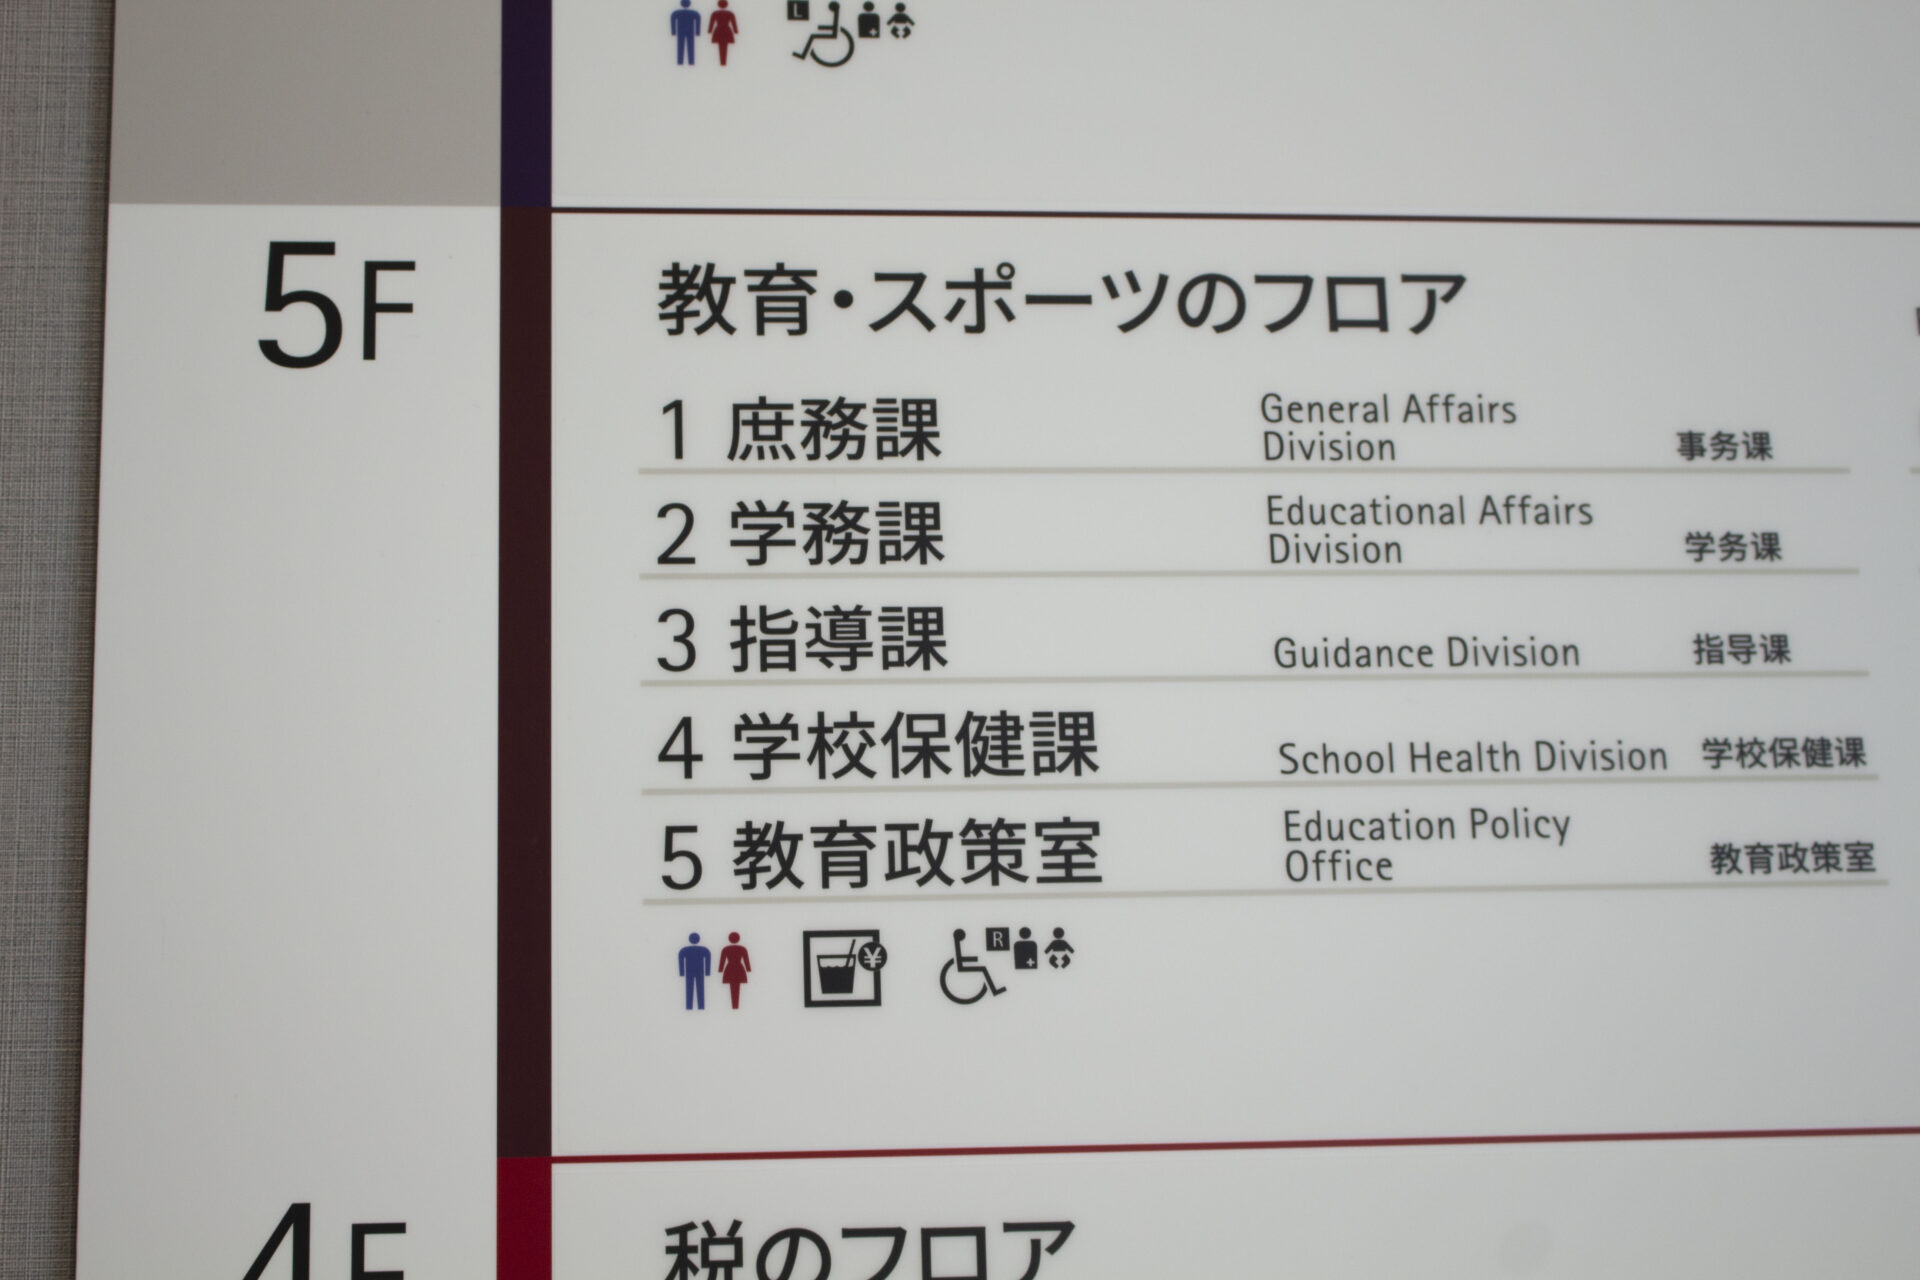 L
5F
教育・スポーツのフロア
1 庶務課 General Affairs Division 事务课
2 学務課 Educational Affairs Division 学务课
3 指導課 Guidance Division 指导课
4 学校保健課 School Health Division 学校保健课
5 教育政策室 Education Policy Office 教育政策室
¥ R
4F
税のフロア